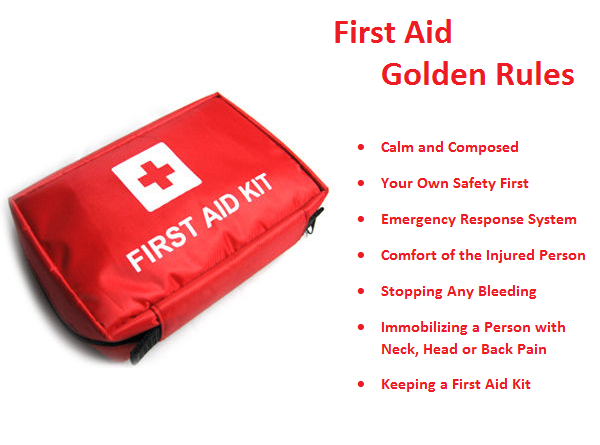 First Aid
Golden Rules
FIRST AID KIT
• Calm and Composed
• Your Own Safety First
• Emergency Response System
• Comfort of the Injured Person
• Stopping Any Bleeding
• Immobilizing a Person with
Neck, Head or Back Pain
• Keeping a First Aid Kit